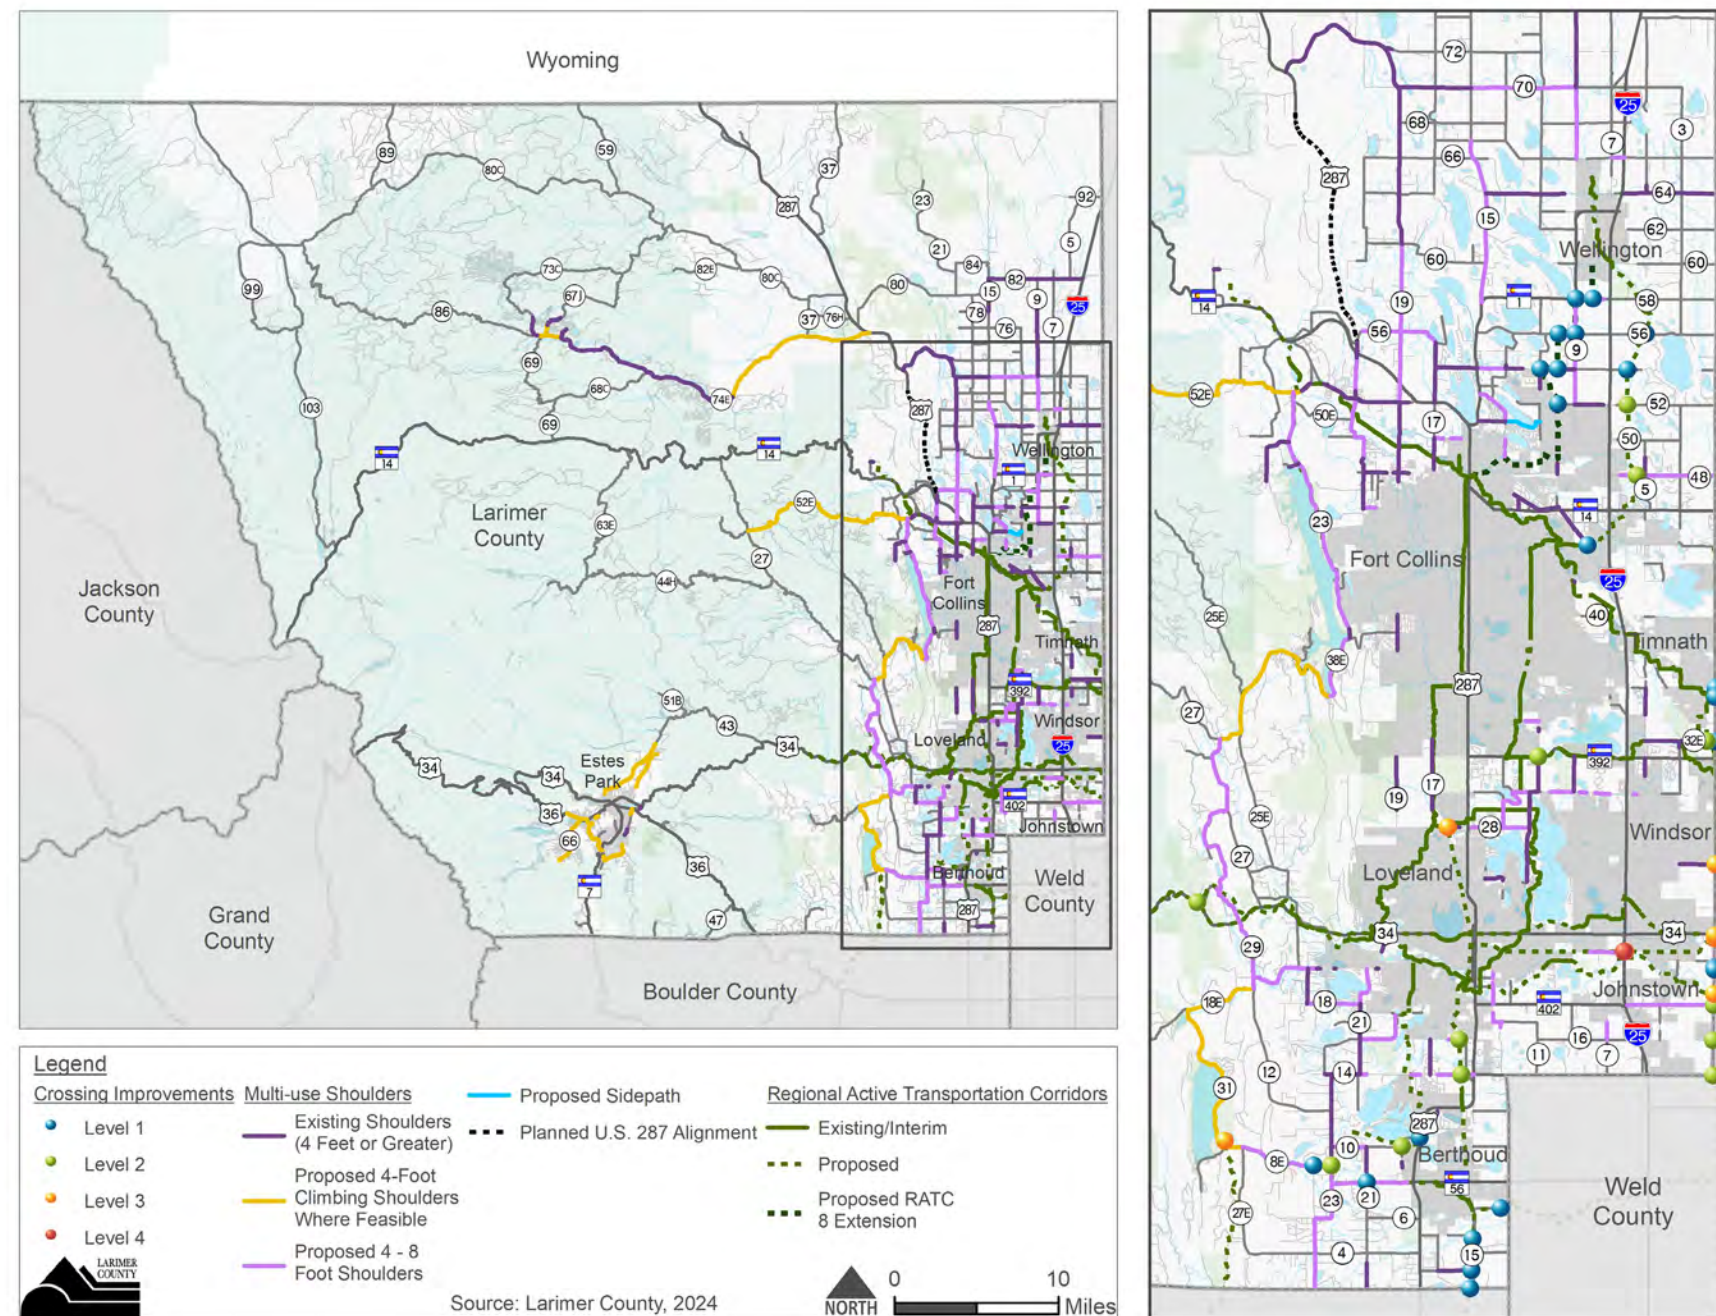 Wyoming
89
59
80C
37
287
23
92
21
5
99
73C
82E
80C
84
82
67J
80
15
9
25
86
37
76H
78
76
7
69
68C
74E
287
103
69
14
14
Wellington
1
Larimer
County
52E
63E
27
Fort
Collins
44H
Jackson
County
287
Timnath
392
51B
43
Windsor
34
Loveland
25
34
34
Estes
Park
36
402
66
Johnstown
36
7
Berthoud
Weld
County
Grand
County
47
287
Boulder County
72
70
25
68
7
3
66
287
64
15
62
Wellington
60
60
14
1
58
19
56
56
9
52E
50E
17
52
50
48
5
14
23
Fort Collins
25
40
25E
Timnath
38E
287
27
32E
392
17
19
25E
28
Windsor
27
Loveland
34
34
29
18E
18
Johnstown
402
21
25
16
11
7
12
14
31
287
10
Berthoud
8E
56
23
21
Weld
County
27E
6
4
15
Legend
Crossing Improvements
Level 1
Level 2
Level 3
Level 4
Multi-use Shoulders
Existing Shoulders
(4 Feet or Greater)
Proposed 4-Foot
Climbing Shoulders
Where Feasible
Proposed 4 - 8
Foot Shoulders
Proposed Sidepath
Planned U.S. 287 Alignment
Regional Active Transportation Corridors
Existing/Interim
Proposed
Proposed RATC
8 Extension
LARIMER
COUNTY
Source: Larimer County, 2024
NORTH
0 10
Miles